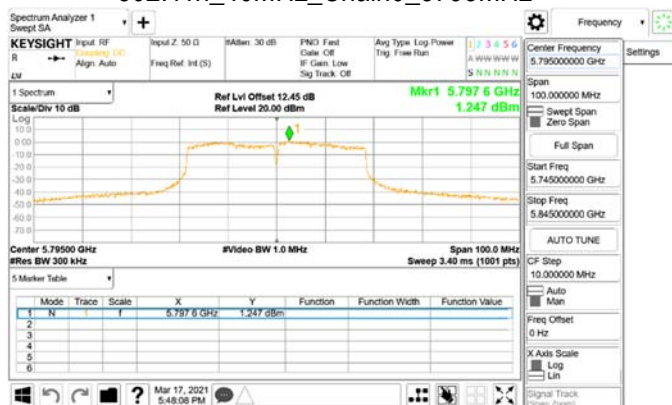 802.11n_40MHz_Chain0_5795MHz
Spectrum Analyzer 1
Swept SA
Frequency
KEYSIGHT Input: RF Input Z: 50 Ω #Atten: 30 dB PNO: Fast Avg Type: Log-Power 1 2 3 4 5 6
R Coupling: DC Gate: Off Trig: Free Run A W W W W W
Align: Auto Freq Ref: Int (S) IF Gain: Low S N N N N N
Sig Track: Off
LXI
1 Spectrum Ref Lvl Offset 12.45 dB Mkr1 5.797 6 GHz
Scale/Div 10 dB Ref Level 20.00 dBm 1.247 dBm
Log
10.0
0.00
-10.0
-20.0
-30.0
-40.0
-50.0
-60.0
-70.0
1
Center 5.79500 GHz #Video BW 1.0 MHz Span 100.0 MHz
#Res BW 300 kHz Sweep 3.40 ms (1001 pts)
5 Marker Table
Mode Trace Scale X Y Function Function Width Function Value
1 N 1 f 5.797 6 GHz 1.247 dBm
2
3
4
5
6
Mar 17, 2021
5:48:08 PM
Center Frequency
5.795000000 GHz
Settings
Span
100.000000 MHz
Swept Span
Zero Span
Full Span
Start Freq
5.745000000 GHz
Stop Freq
5.845000000 GHz
AUTO TUNE
CF Step
10.000000 MHz
Auto
Man
Freq Offset
0 Hz
X Axis Scale
Log
Lin
Signal Track